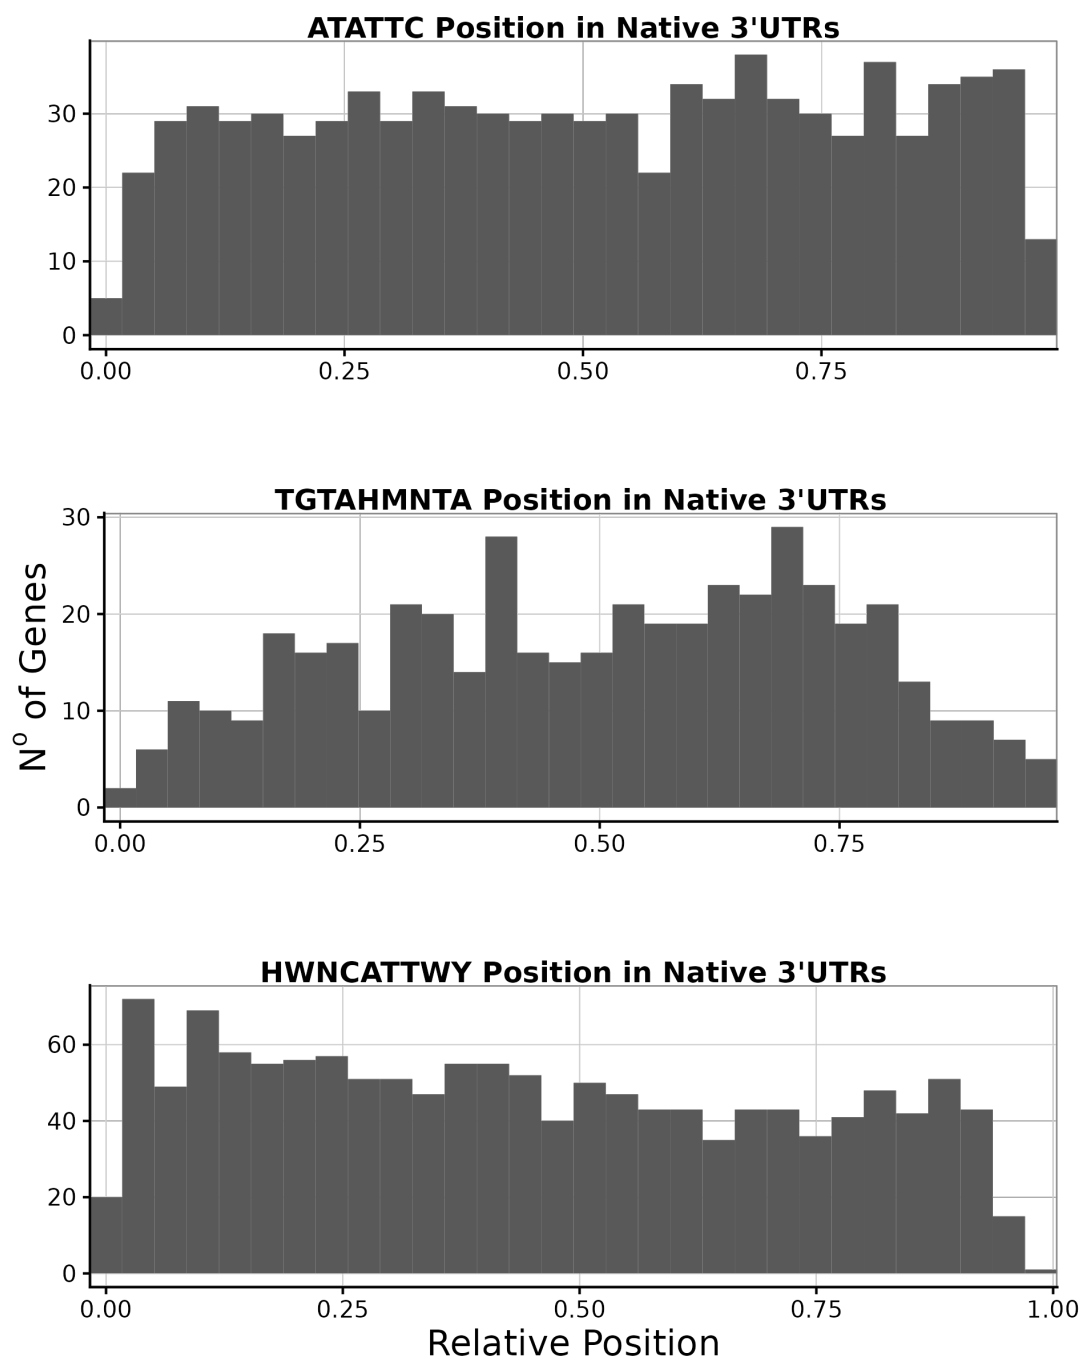 ATATTC Position in Native 3'UTRs
30
20
10
0
0.00 0.25 0.50 0.75
TGTAHMNTA Position in Native 3'UTRs
Nº of Genes
30
20
10
0
0.00 0.25 0.50 0.75
HWNCATTWY Position in Native 3'UTRs
60
40
20
0
0.00 0.25 0.50 0.75 1.00
Relative Position